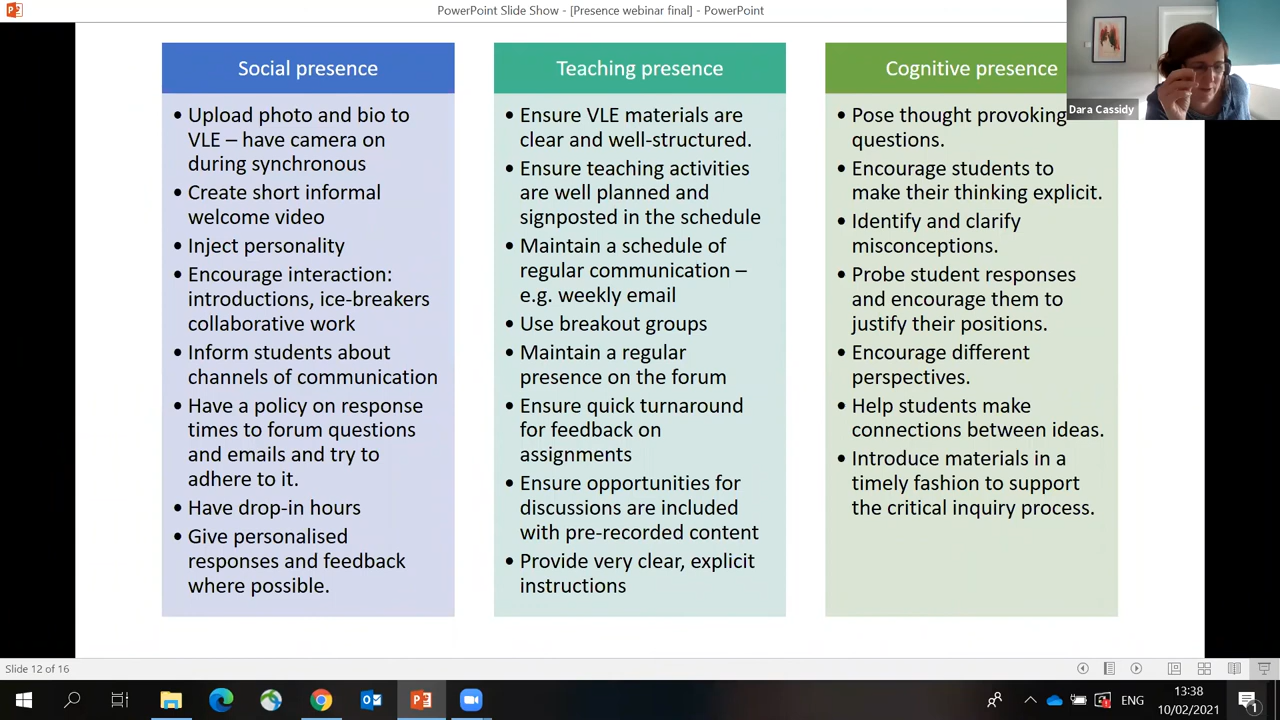 PowerPoint Slide Show - [Presence webinar final] - PowerPoint
Dara Cassidy
Social presence
• Upload photo and bio to
VLE – have camera on
during synchronous
• Create short informal
welcome video
• Inject personality
• Encourage interaction:
introductions, ice-breakers
collaborative work
• Inform students about
channels of communication
• Have a policy on response
times to forum questions
and emails and try to
adhere to it.
• Have drop-in hours
• Give personalised
responses and feedback
where possible.
Teaching presence
• Ensure VLE materials are
clear and well-structured.
• Ensure teaching activities
are well planned and
signposted in the schedule
• Maintain a schedule of
regular communication –
e.g. weekly email
• Use breakout groups
• Maintain a regular
presence on the forum
• Ensure quick turnaround
for feedback on
assignments
• Ensure opportunities for
discussions are included
with pre-recorded content
• Provide very clear, explicit
instructions
Cognitive presence
• Pose thought provoking
questions.
• Encourage students to
make their thinking explicit.
• Identify and clarify
misconceptions.
• Probe student responses
and encourage them to
justify their positions.
• Encourage different
perspectives.
• Help students make
connections between ideas.
• Introduce materials in a
timely fashion to support
the critical inquiry process.
Slide 12 of 16
ENG
13:38
10/02/2021
1